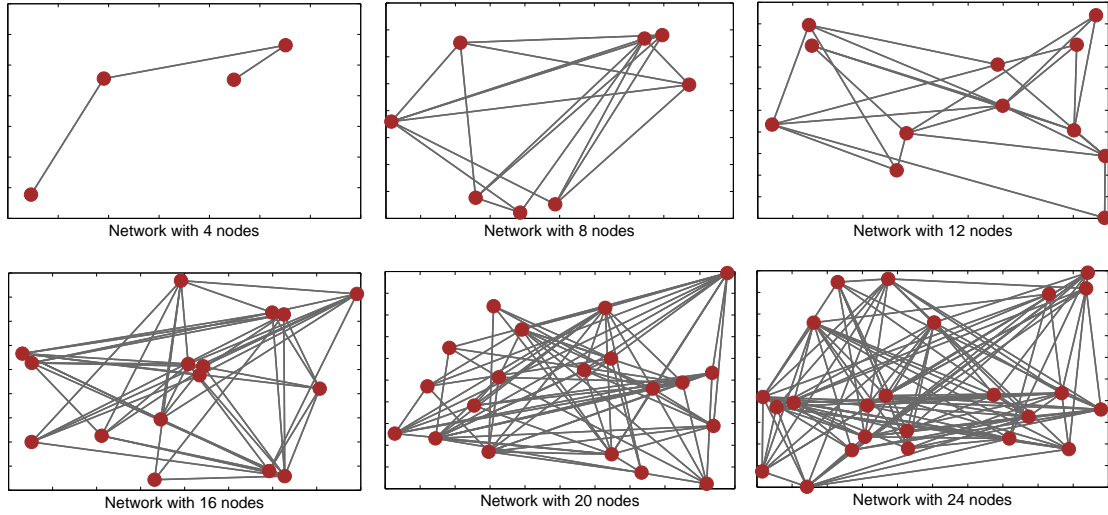 Network with 4 nodes
Network with 8 nodes
Network with 12 nodes
Network with 16 nodes
Network with 20 nodes
Network with 24 nodes